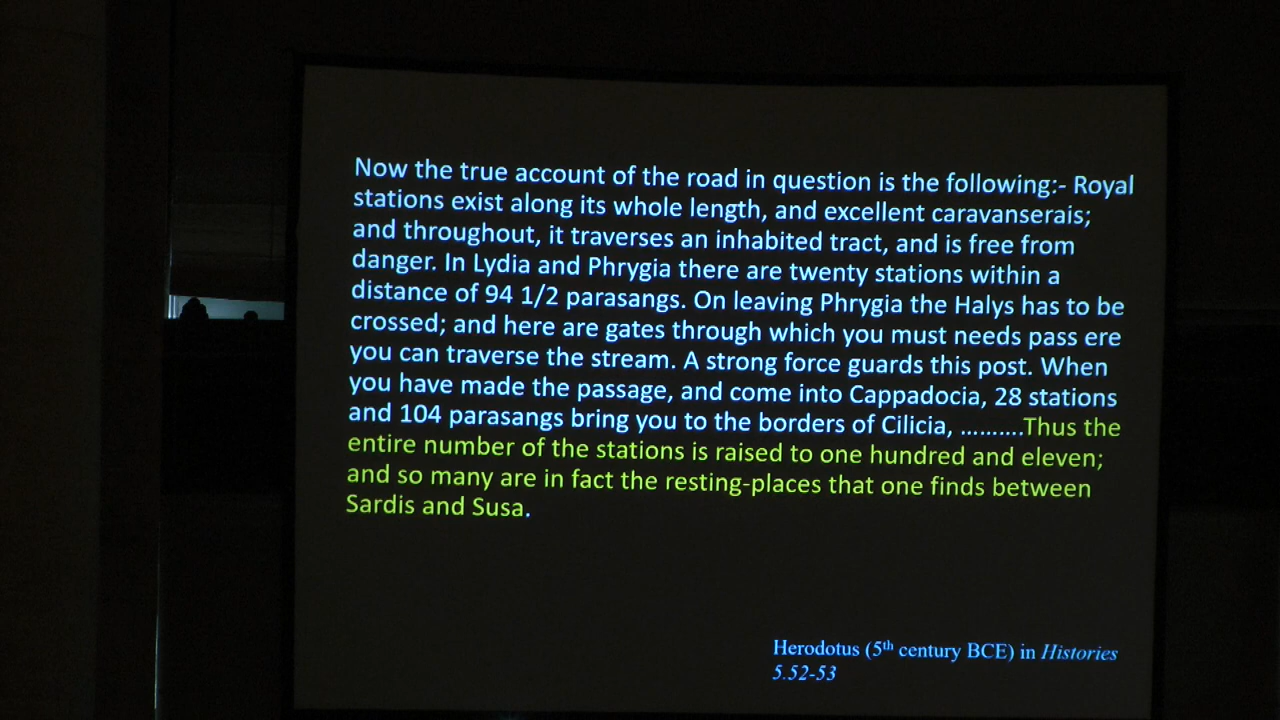 Now the true account of the road in question is the following:- Royal
stations exist along its whole length, and excellent caravanserais;
and throughout, it traverses an inhabited tract, and is free from
danger. In Lydia and Phrygia there are twenty stations within a
distance of 94 1/2 parasangs. On leaving Phrygia the Halys has to be
crossed; and here are gates through which you must needs pass ere
you can traverse the stream. A strong force guards this post. When
you have made the passage, and come into Cappadocia, 28 stations
and 104 parasangs bring you to the borders of Cilicia, ..........Thus the
entire number of the stations is raised to one hundred and eleven;
and so many are in fact the resting-places that one finds between
Sardis and Susa.
Herodotus (5th century BCE) in Histories
5.52-53